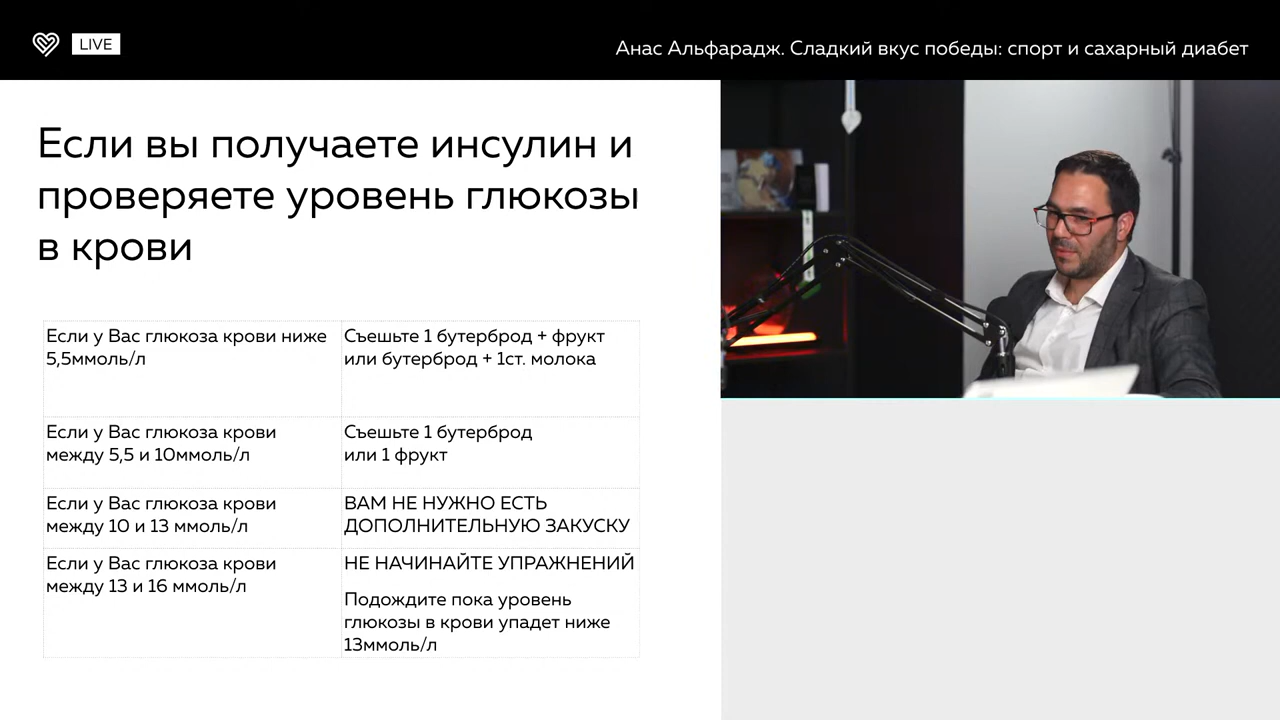 LIVE
Анас Альфарадж. Сладкий вкус победы: спорт и сахарный диабет
Если вы получаете инсулин и
проверяете уровень глюкозы
в крови
Если у Вас глюкоза крови ниже
5,5ммоль/л
Съешьте 1 бутерброд + фрукт
или бутерброд + 1ст. молока
Если у Вас глюкоза крови
между 5,5 и 10ммоль/л
Съешьте 1 бутерброд
или 1 фрукт
Если у Вас глюкоза крови
между 10 и 13 ммоль/л
ВАМ НЕ НУЖНО ЕСТЬ
ДОПОЛНИТЕЛЬНУЮ ЗАКУСКУ
Если у Вас глюкоза крови
между 13 и 16 ммоль/л
НЕ НАЧИНАЙТЕ УПРАЖНЕНИЙ
Подождите пока уровень
глюкозы в крови упадет ниже
13ммоль/л